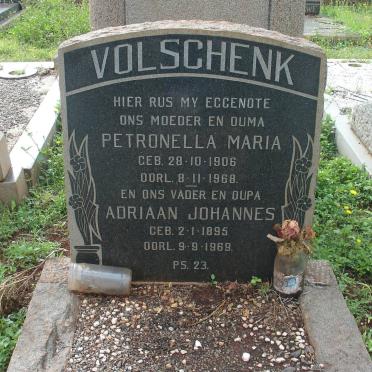 VOLSCHENK
HIER RUS MY EGGENOTE
ONS MOEDER EN OUMA
PETRONELLA MARIA
GEB. 28-10-1906
OORL. 8-11-1968
EN ONS VADER EN OUPA
ADRIAAN JOHANNES
GEB. 2-1-1895
OORL. 9-9-1969
PS. 23.